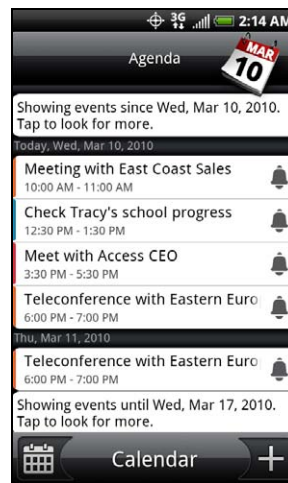 3G 2:14 AM
Agenda
MAR
10
Showing events since Wed, Mar 10, 2010.
Tap to look for more.
Today, Wed, Mar 10, 2010
Meeting with East Coast Sales
10:00 AM - 11:00 AM
Check Tracy's school progress
12:30 PM - 1:30 PM
Meet with Access CEO
3:30 PM - 5:30 PM
Teleconference with Eastern Euro
6:00 PM - 7:00 PM
Thu, Mar 11, 2010
Teleconference with Eastern Euro
6:00 PM - 7:00 PM
Showing events until Wed, Mar 17, 2010.
Tap to look for more.
Calendar